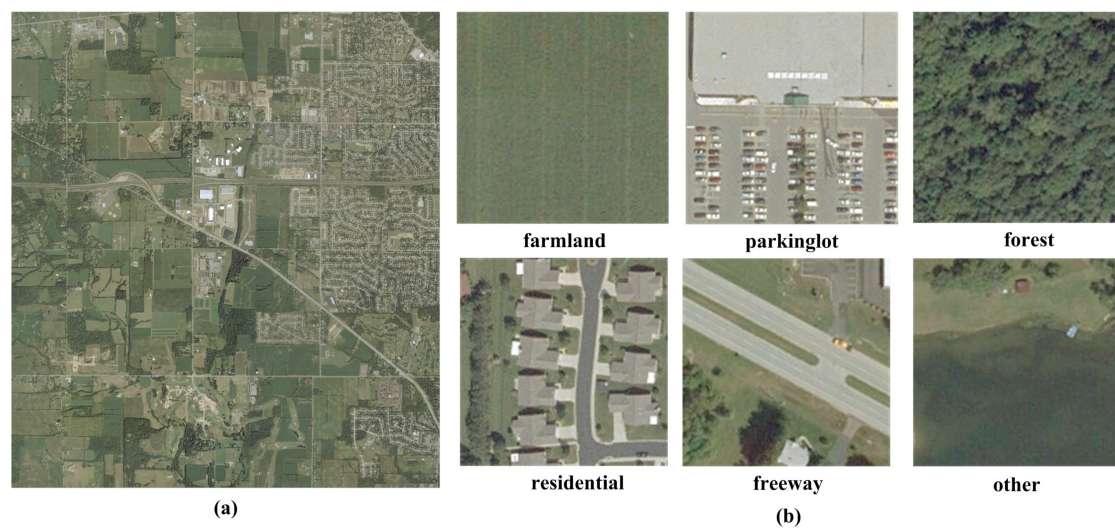 farmland
parkinglot
forest
residential
freeway
other
(a)
(b)